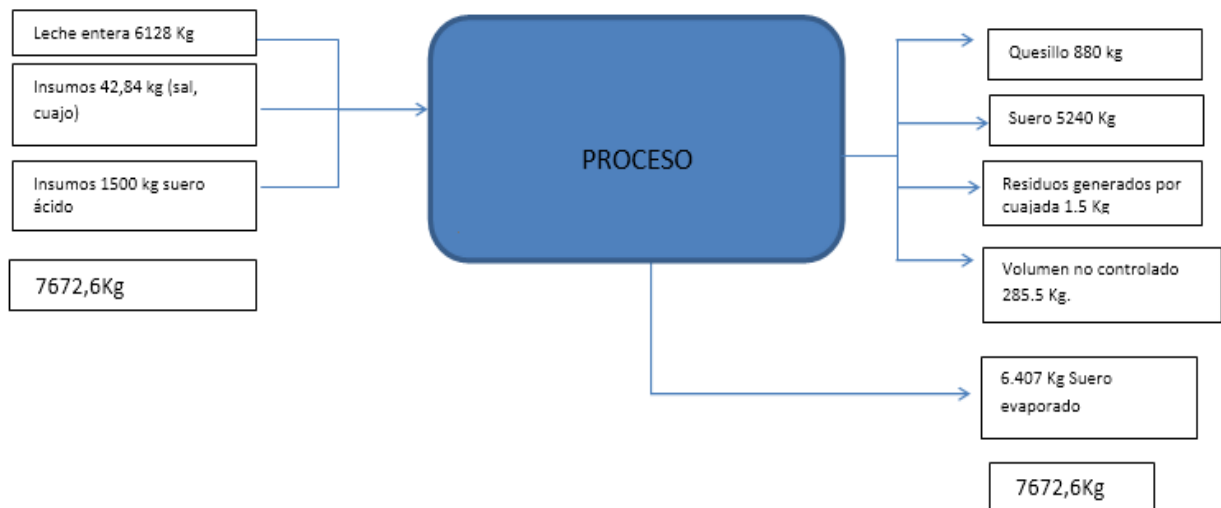 Leche entera 6128 Kg
Insumos 42,84 kg (sal,
cuajo)
Insumos 1500 kg suero
ácido
7672,6Kg
PROCESO
Quesillo 880 kg
Suero 5240 Kg
Residuos generados por
cuajada 1.5 Kg
Volumen no controlado
285.5 Kg.
6.407 Kg Suero
evaporado
7672,6Kg